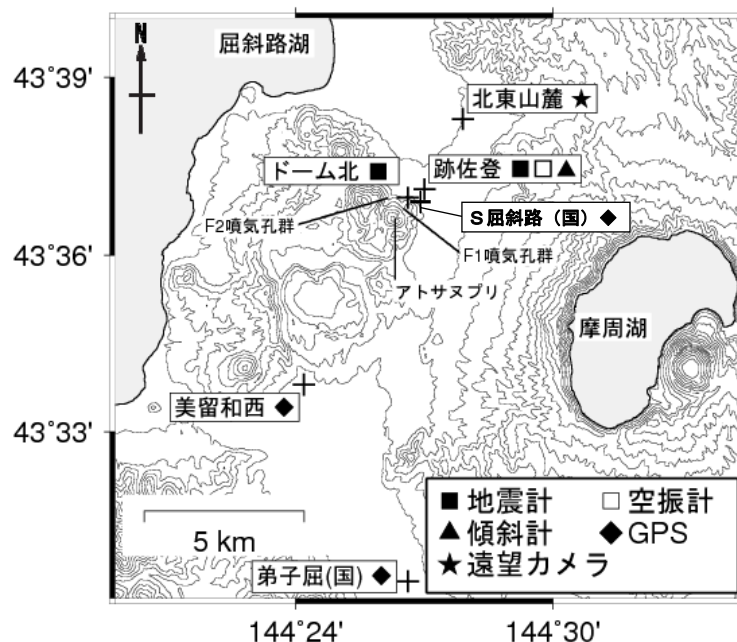 屈斜路湖
N
43°39'
北東山麓 ★
ドーム北 ■
跡佐登 ■□▲
F2噴気孔群
S屈斜路（国）◆
F1噴気孔群
43°36'
アトサヌプリ
摩周湖
美留和西 ◆
43°33'
■ 地震計 □ 空振計
▲ 傾斜計 ◆ GPS
★ 遠望カメラ
5 km
弟子屈(国) ◆
144°24'
144°30'